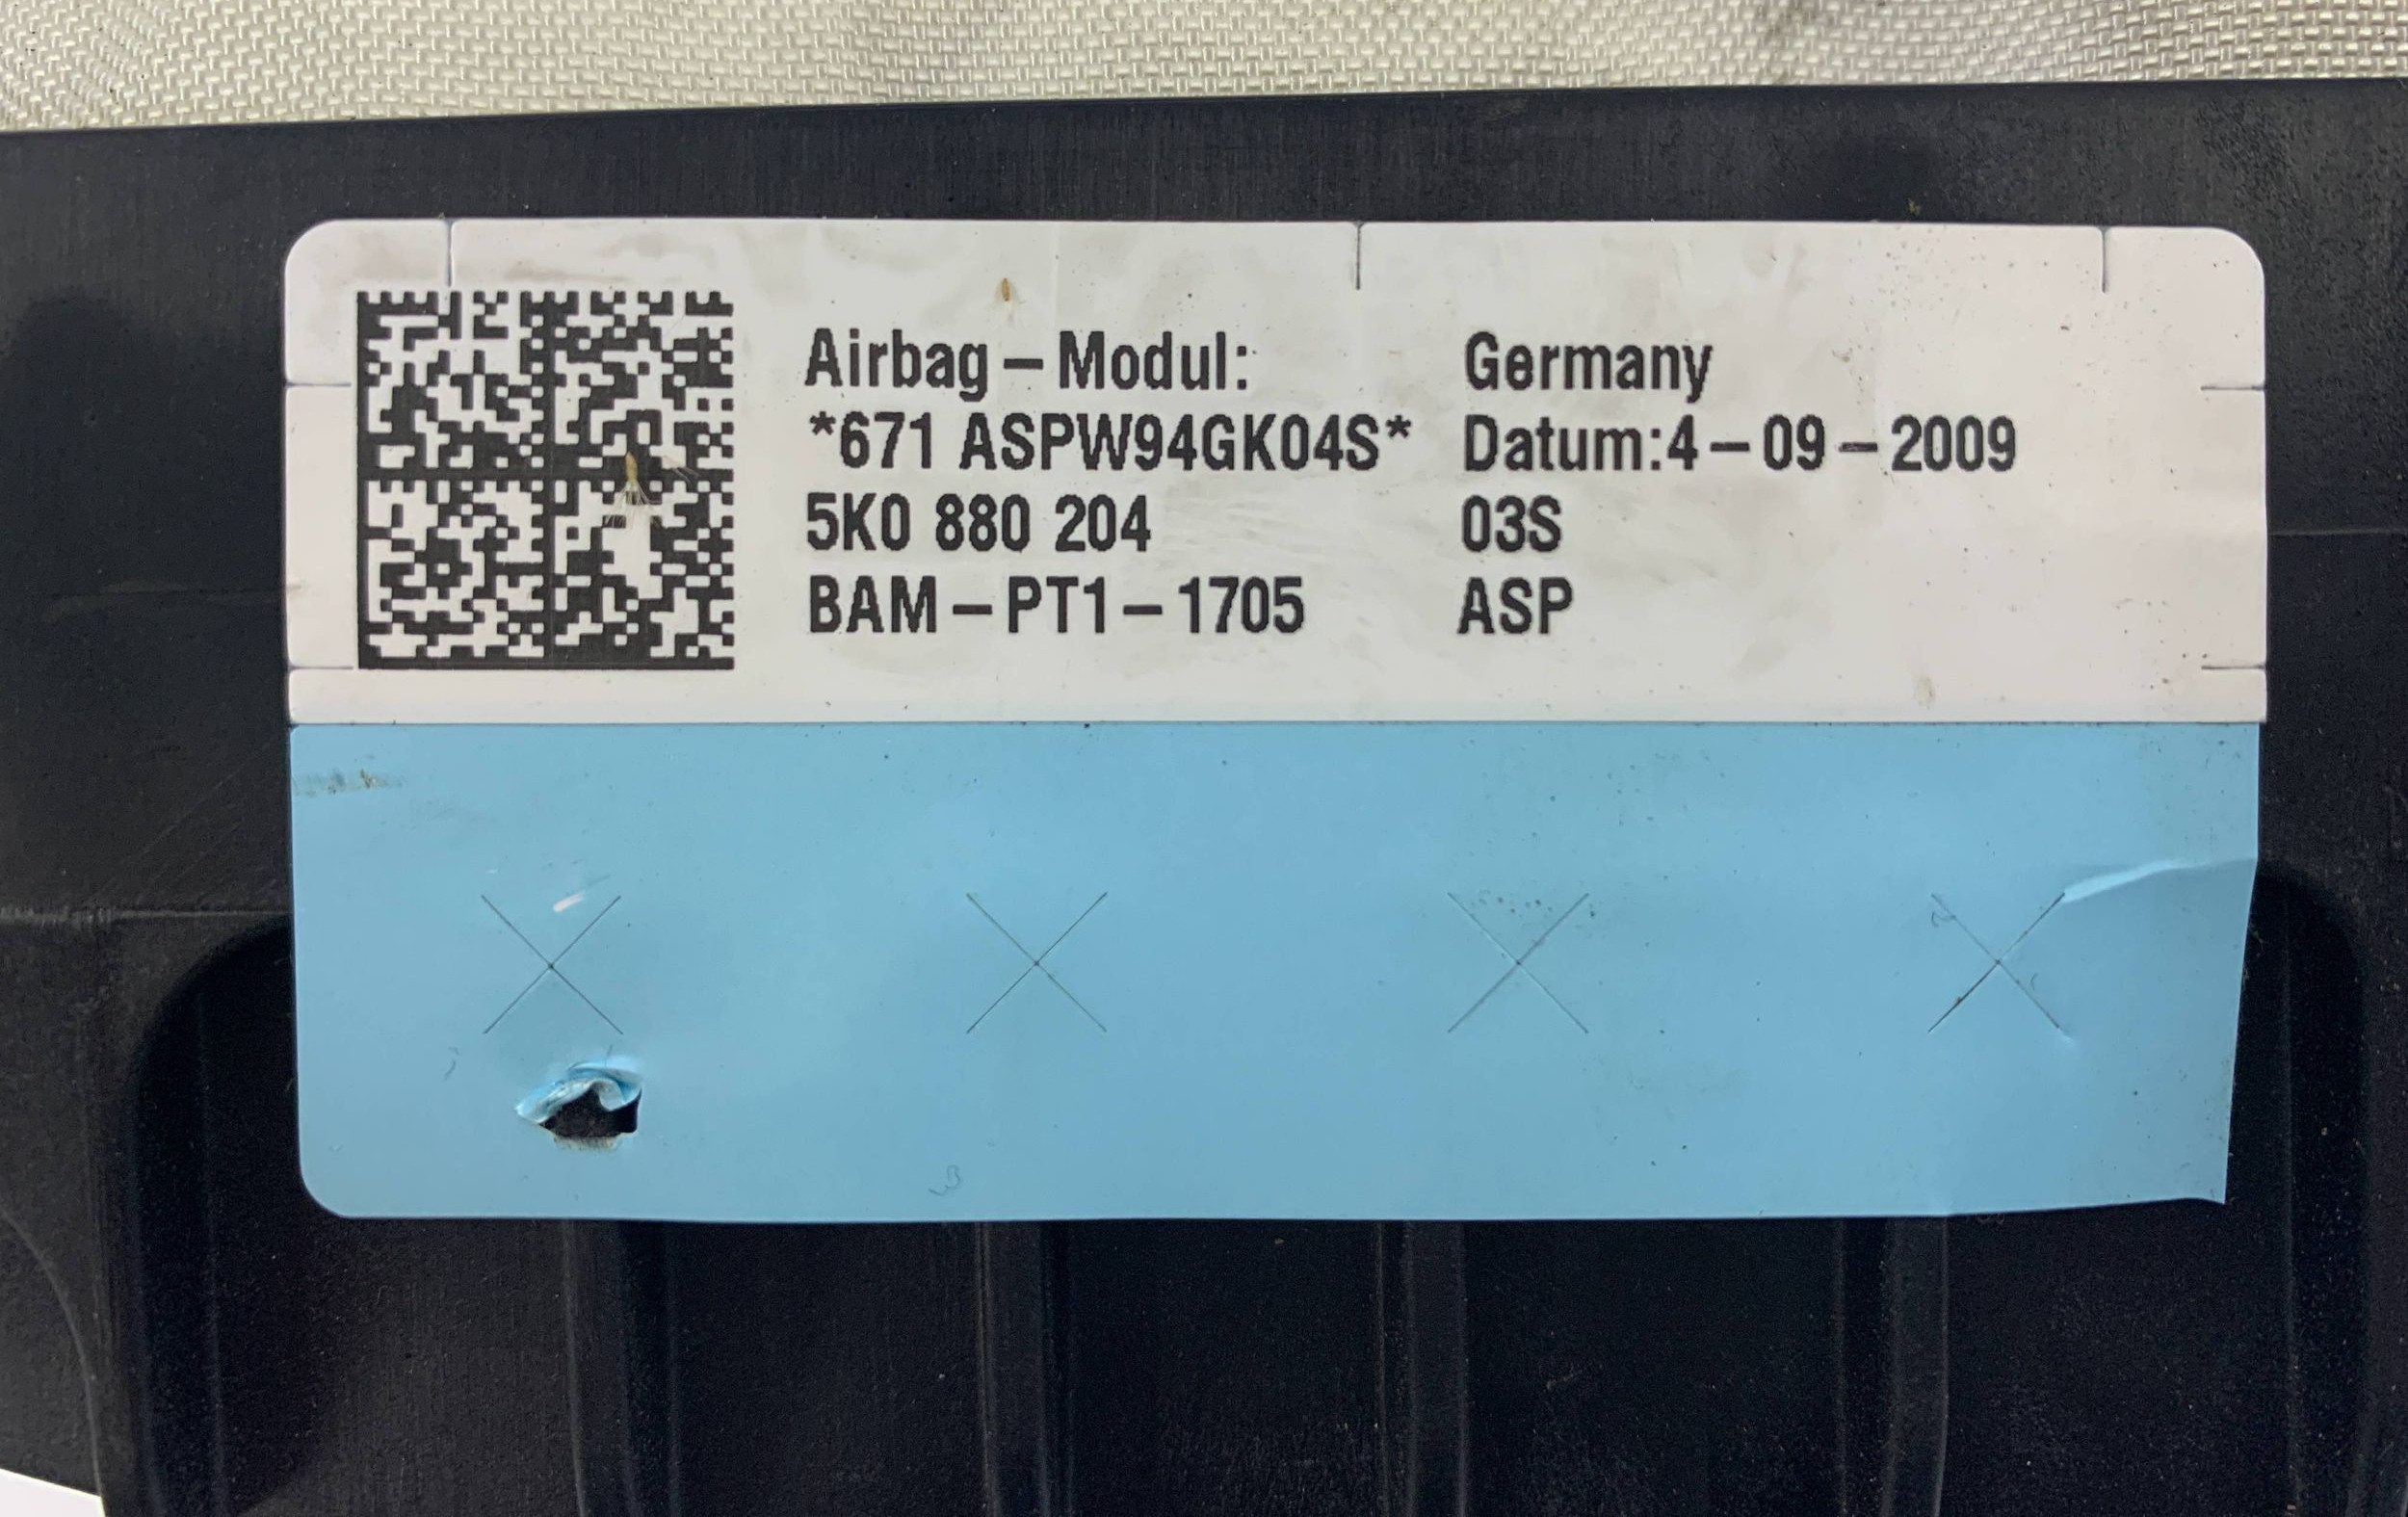 Airbag – Modul: Germany
*671 ASPW94GK04S* Datum:4 – 09 – 2009
5K0 880 204 03S
BAM – PT1 – 1705 ASP